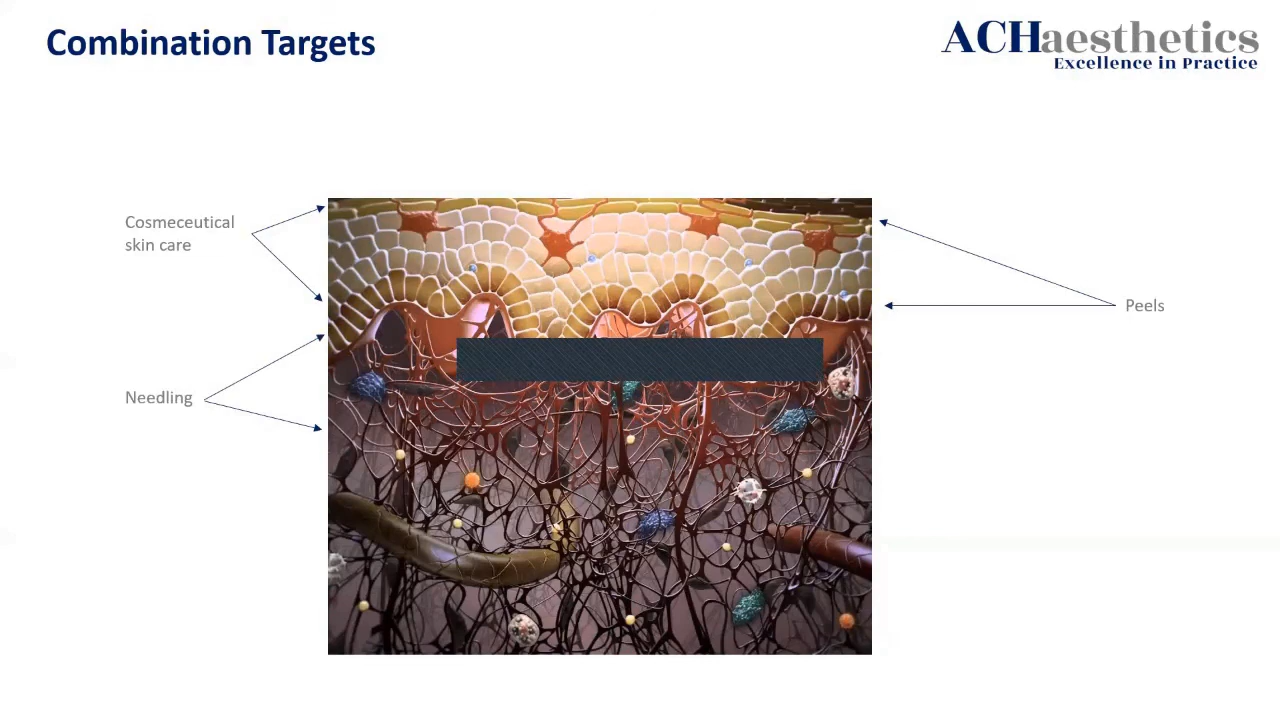 Combination Targets
ACHaesthetics
Excellence in Practice
Cosmeceutical
skin care
Needling
Peels